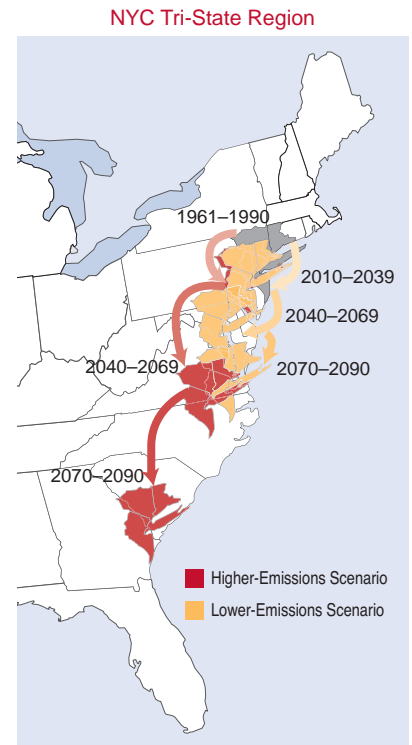 NYC Tri-State Region
1961–1990
2010–2039
2040–2069
2040–2069
2070–2090
2070–2090
Higher-Emissions Scenario
Lower-Emissions Scenario